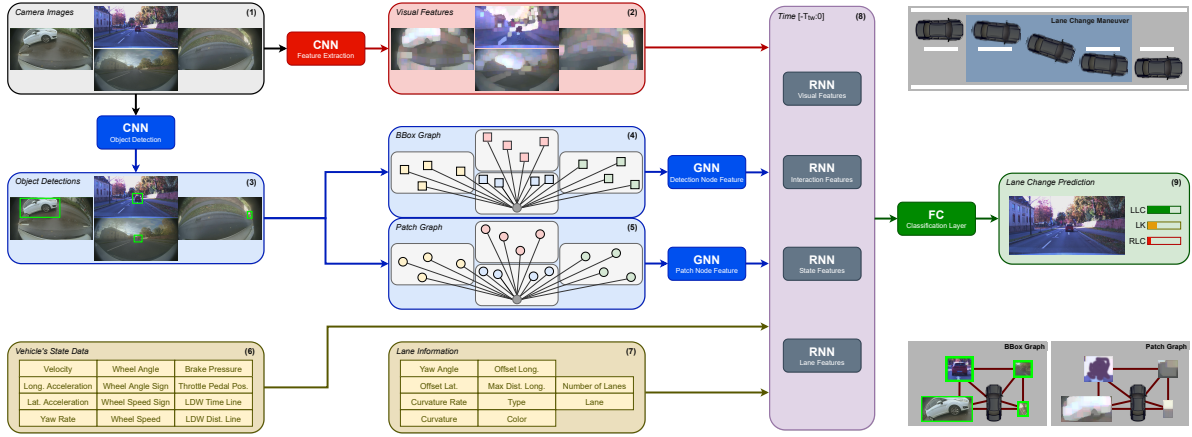 Camera Images (1)
CNN
Feature Extraction
Visual Features (2)
Time [-Ttw:0] (8)
Lane Change Maneuver
RNN
Visual Features
CNN
Object Detection
Object Detections (3)
BBox Graph (4)
GNN
Detection Node Feature
RNN
Interaction Features
Patch Graph (5)
GNN
Patch Node Feature
RNN
State Features
FC
Classification Layer
Lane Change Prediction (9)
LLC
LK
RLC
Vehicle's State Data (6)
Velocity Wheel Angle Brake Pressure
Long. Acceleration Wheel Angle Sign Throttle Pedal Pos.
Lat. Acceleration Wheel Speed Sign LDW Time Line
Yaw Rate Wheel Speed LDW Dist. Line
Lane Information (7)
Yaw Angle Offset Long.
Offset Lat. Max Dist. Long. Number of Lanes
Curvature Rate Type Lane
Curvature Color
RNN
Lane Features
BBox Graph
Patch Graph